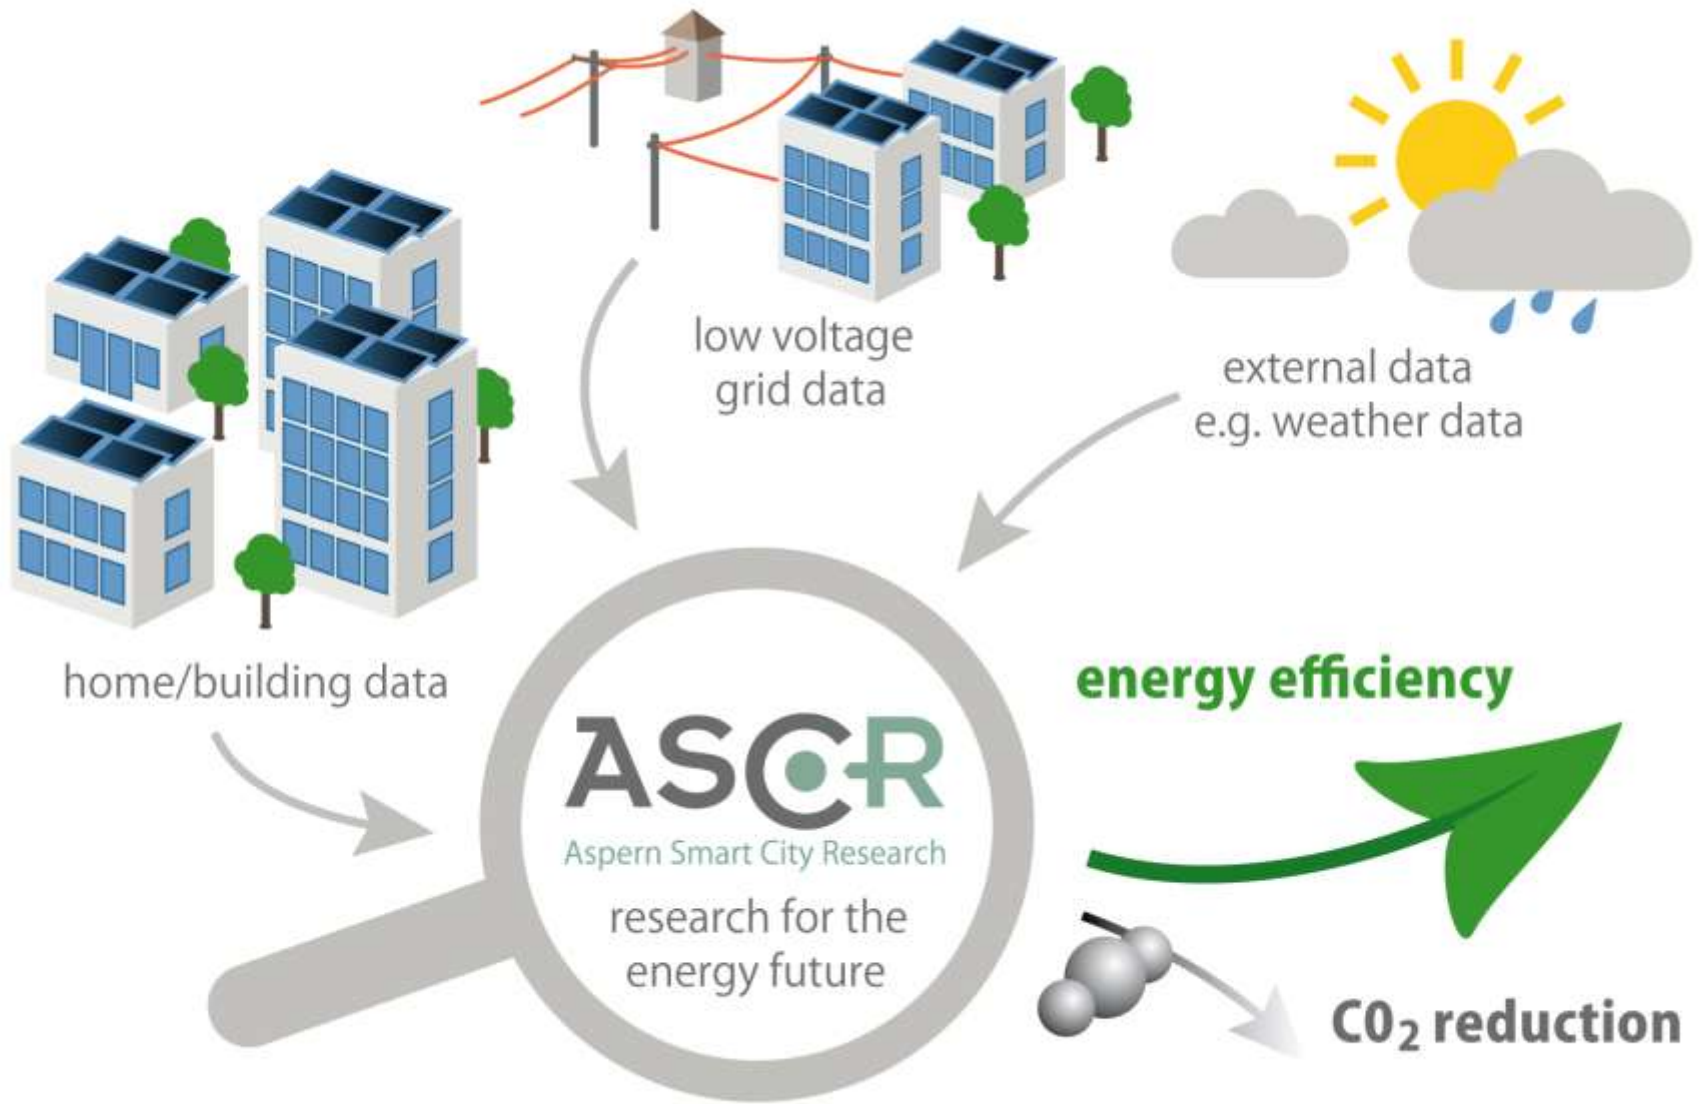 low voltage
grid data
external data
e.g. weather data
home/building data
ASCR
Aspern Smart City Research
research for the
energy future
energy efficiency
CO₂ reduction